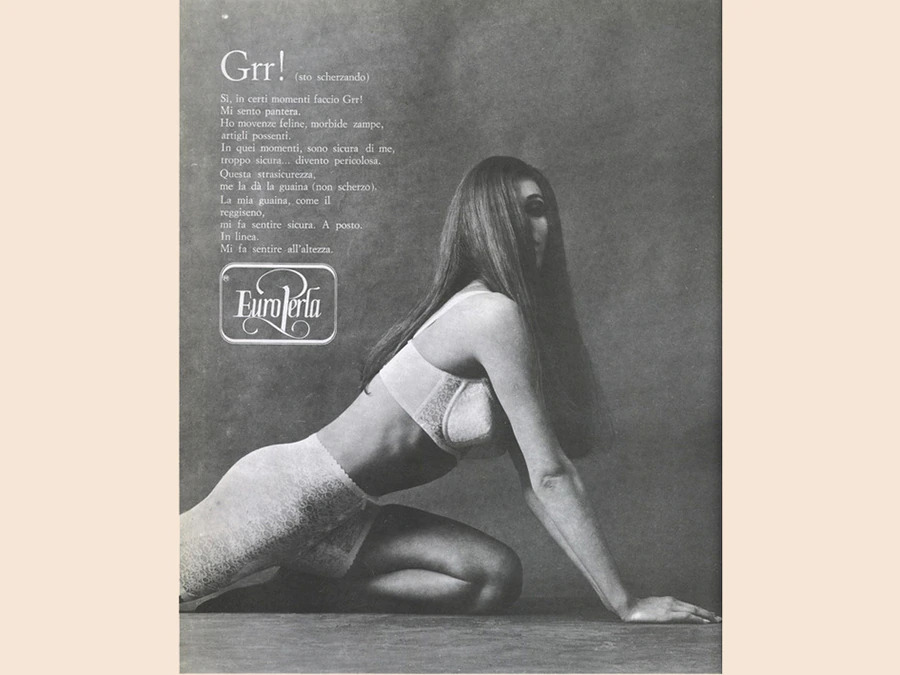 Grr! (sto scherzando)
Sì, in certi momenti faccio Grr!
Mi sento pantera.
Ho movenze feline, morbide zampe,
artigli possenti.
In quei momenti, sono sicura di me,
troppo sicura... divento pericolosa.
Questa strasicurezza,
me la dà la guaina (non scherzo).
La mia guaina, come il
reggiseno,
mi fa sentire sicura. A posto.
In linea.
Mi fa sentire all'altezza.
®
EuroPerla